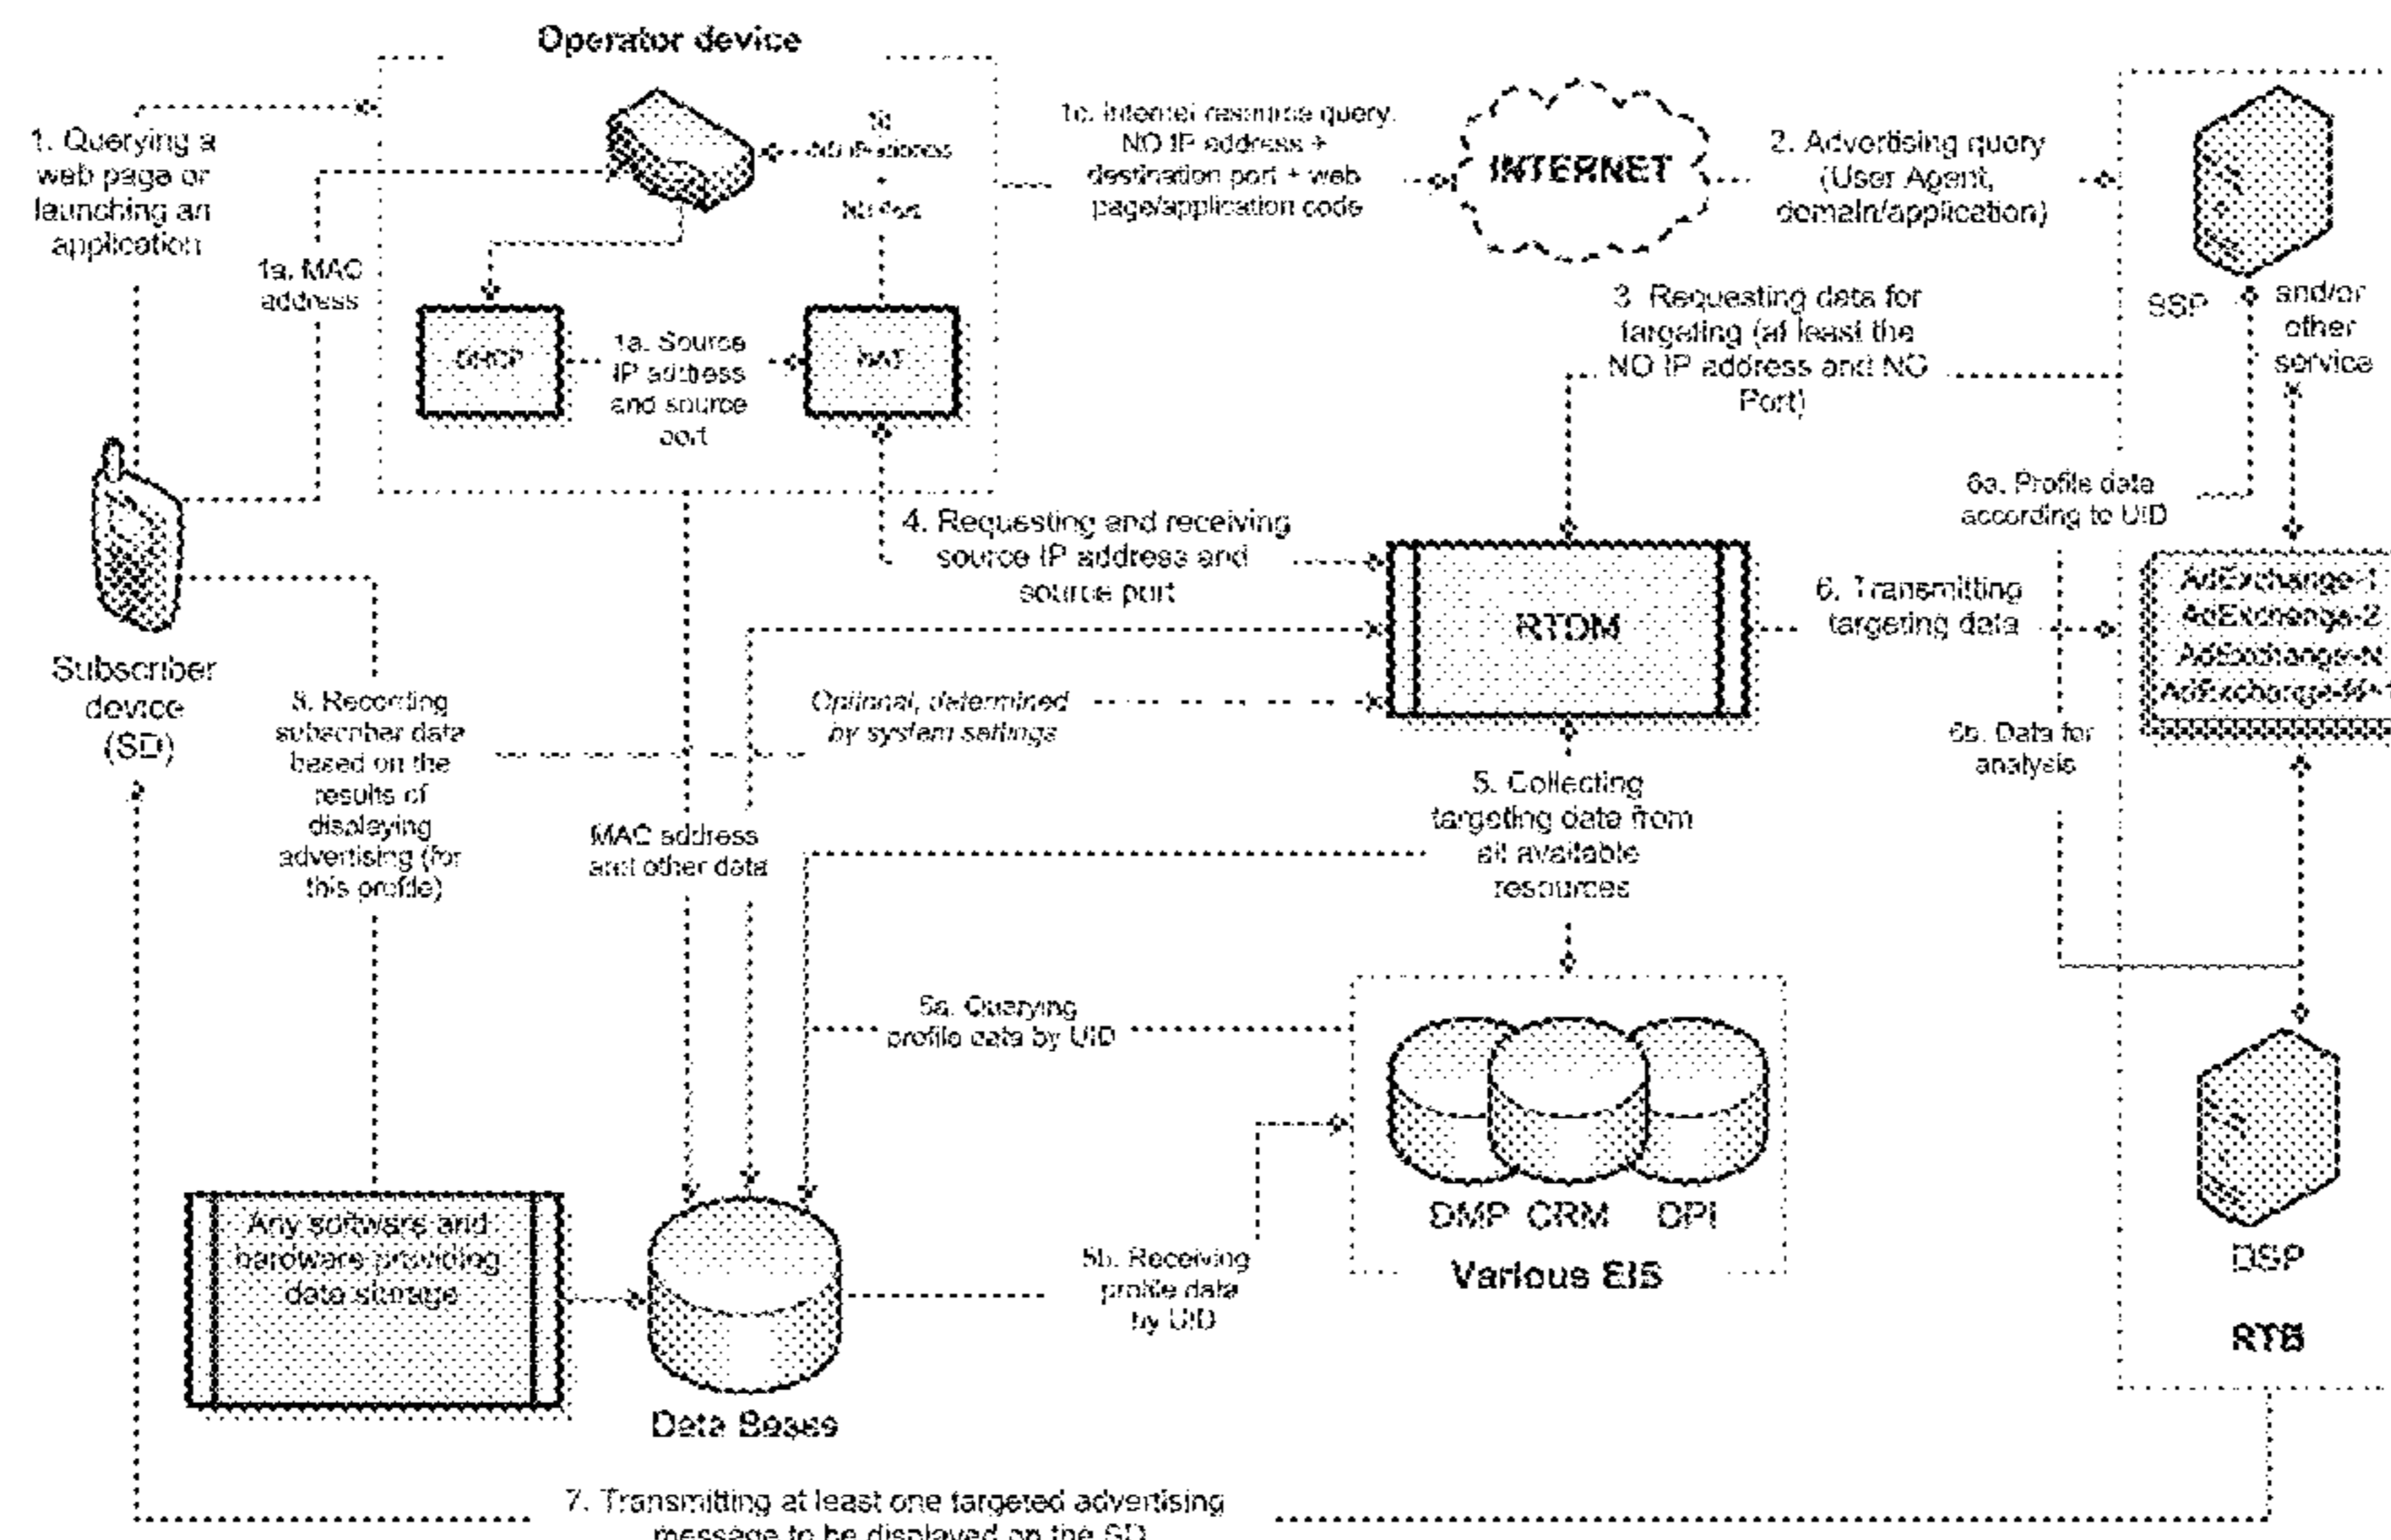 Operator device
1. Querying a
web page or
launching an
application
1a. MAC
address
NO IP address
NO Port
DHCP
1a. Source
IP address
and source
port
NAT
1c. Internet resource query.
NO IP address +
destination port + web
page/application code
INTERNET
2. Advertising query
(User Agent,
domain/application)
SSP
and/or
other
service
3. Requesting data for
targeting (at least the
NO IP address and NO
Port)
4. Requesting and receiving
source IP address and
source port
6a. Profile data
according to UID
RTDM
6. Transmitting
targeting data
AdExchange-1
AdExchange-2
AdExchange-N
Subscriber
device
(SD)
8. Recording
subscriber data
based on the
results of
displaying
advertising (for
this profile)
Optional, determined
by system settings
6b. Data for
analysis
MAC address
and other data
5. Collecting
targeting data from
all available
resources
5a. Querying
profile data by UID
DMP CRM DPI
Various EIS
5b. Receiving
profile data
by UID
DSP
RTB
Any software and
hardware providing
data storage
Data Bases
7. Transmitting at least one targeted advertising
message to be displayed on the SD